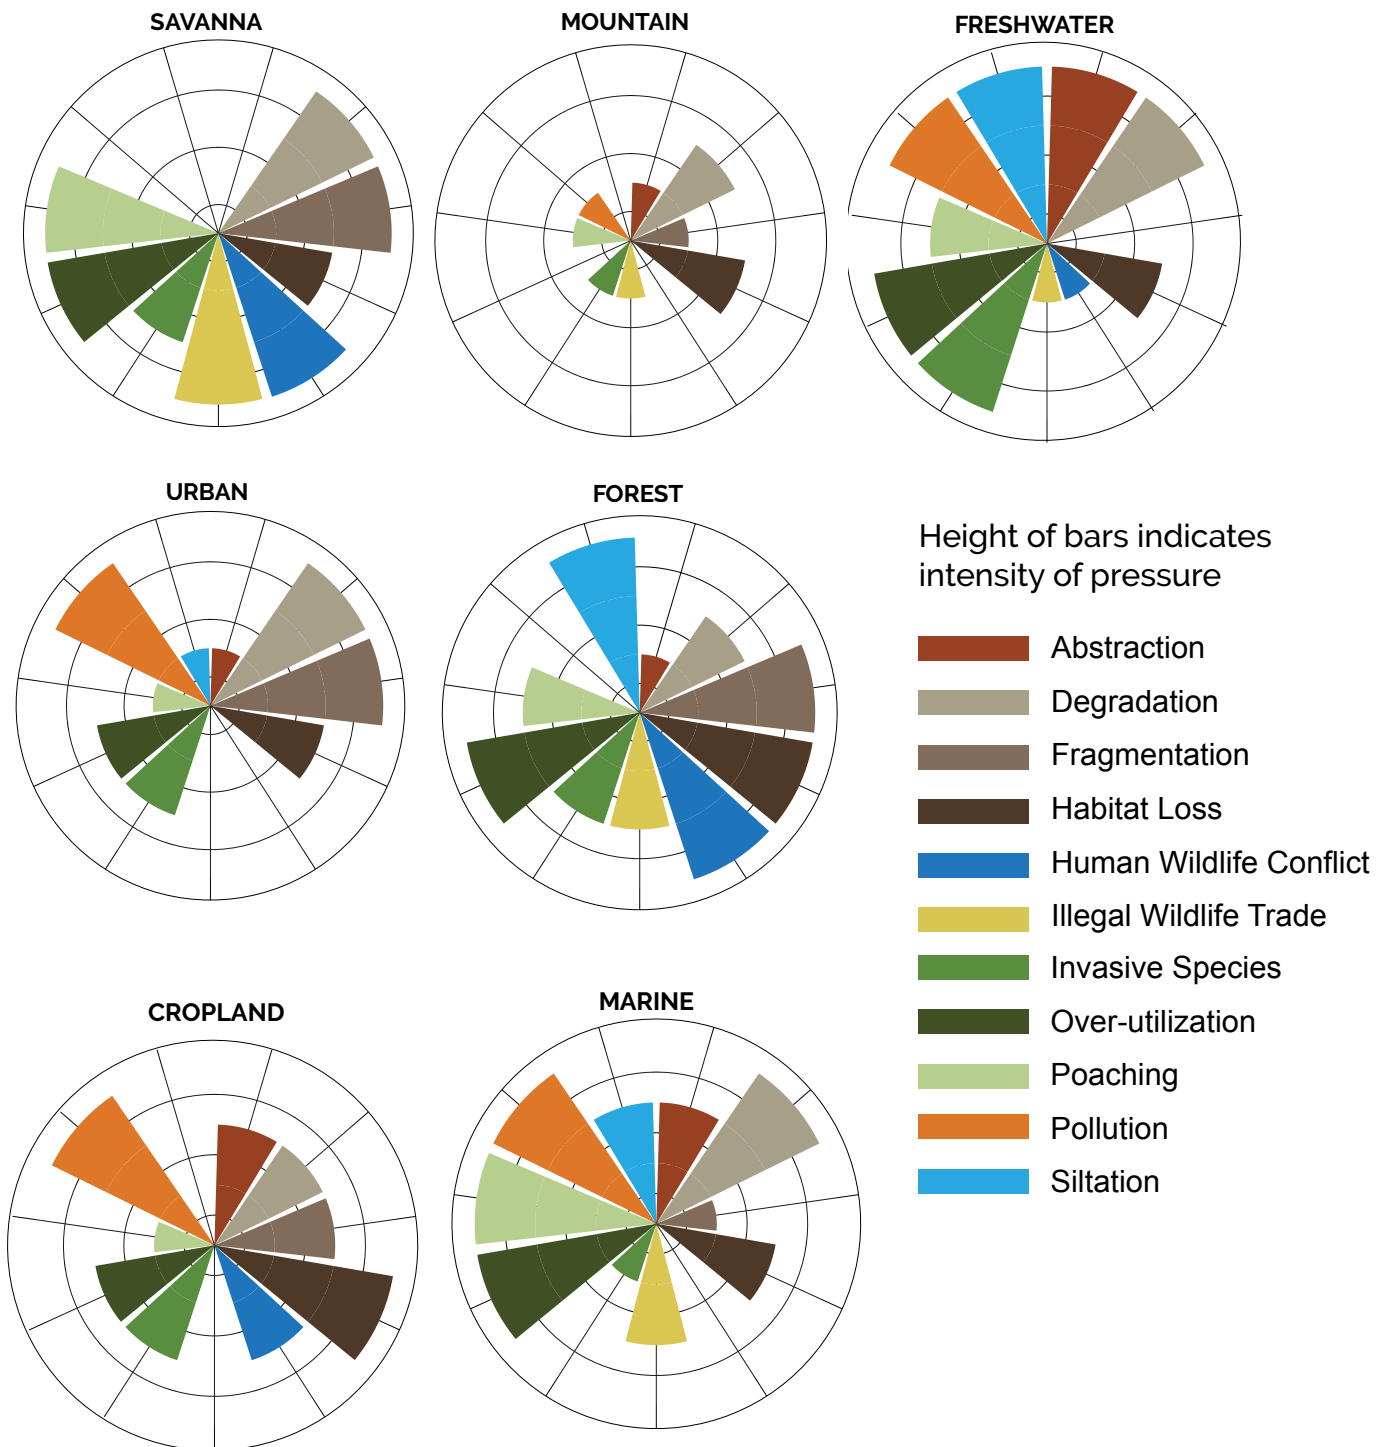 SAVANNA
MOUNTAIN
FRESHWATER
URBAN
FOREST
Height of bars indicates
intensity of pressure
Abstraction
Degradation
Fragmentation
Habitat Loss
Human Wildlife Conflict
Illegal Wildlife Trade
Invasive Species
Over-utilization
Poaching
Pollution
Siltation
CROPLAND
MARINE